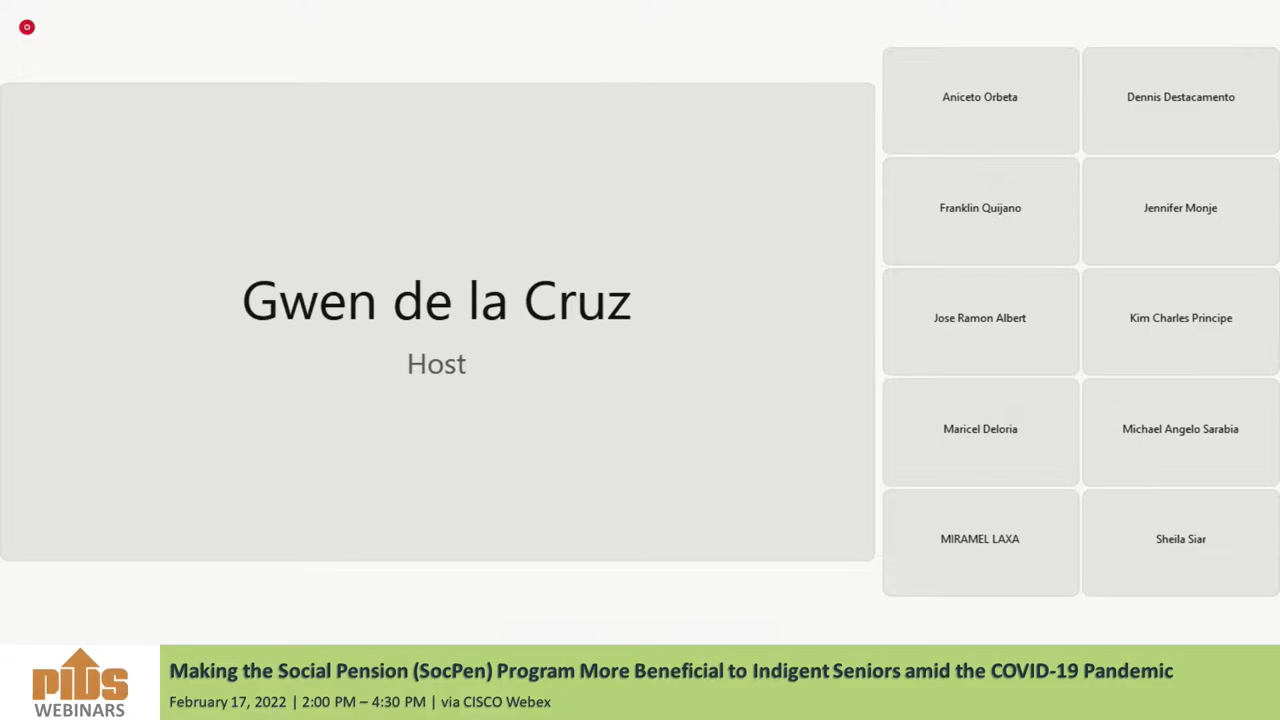 Gwen de la Cruz
Host
Aniceto Orbeta
Dennis Destacamento
Franklin Quijano
Jennifer Monje
Jose Ramon Albert
Kim Charles Principe
Maricel Deloria
Michael Angelo Sarabia
MIRAMEL LAXA
Sheila Siar
PIDS
WEBINARS
Making the Social Pension (SocPen) Program More Beneficial to Indigent Seniors amid the COVID-19 Pandemic
February 17, 2022 | 2:00 PM – 4:30 PM | via CISCO Webex